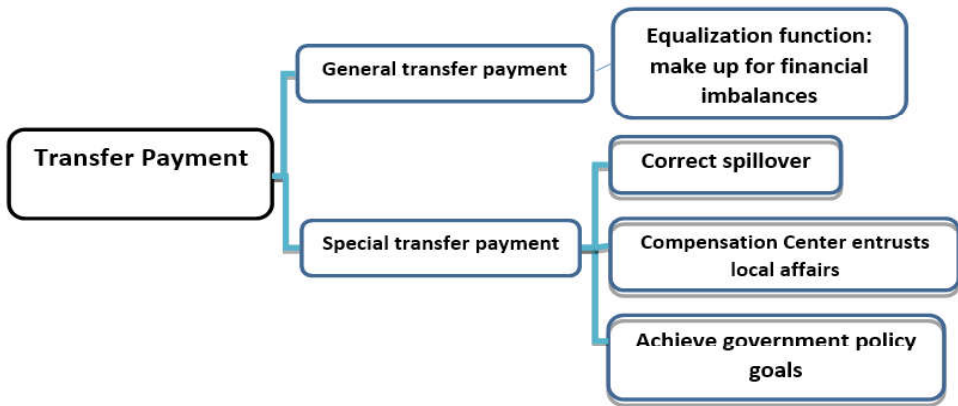 Transfer Payment
General transfer payment
Equalization function:
make up for financial
imbalances
Special transfer payment
Correct spillover
Compensation Center entrusts
local affairs
Achieve government policy
goals